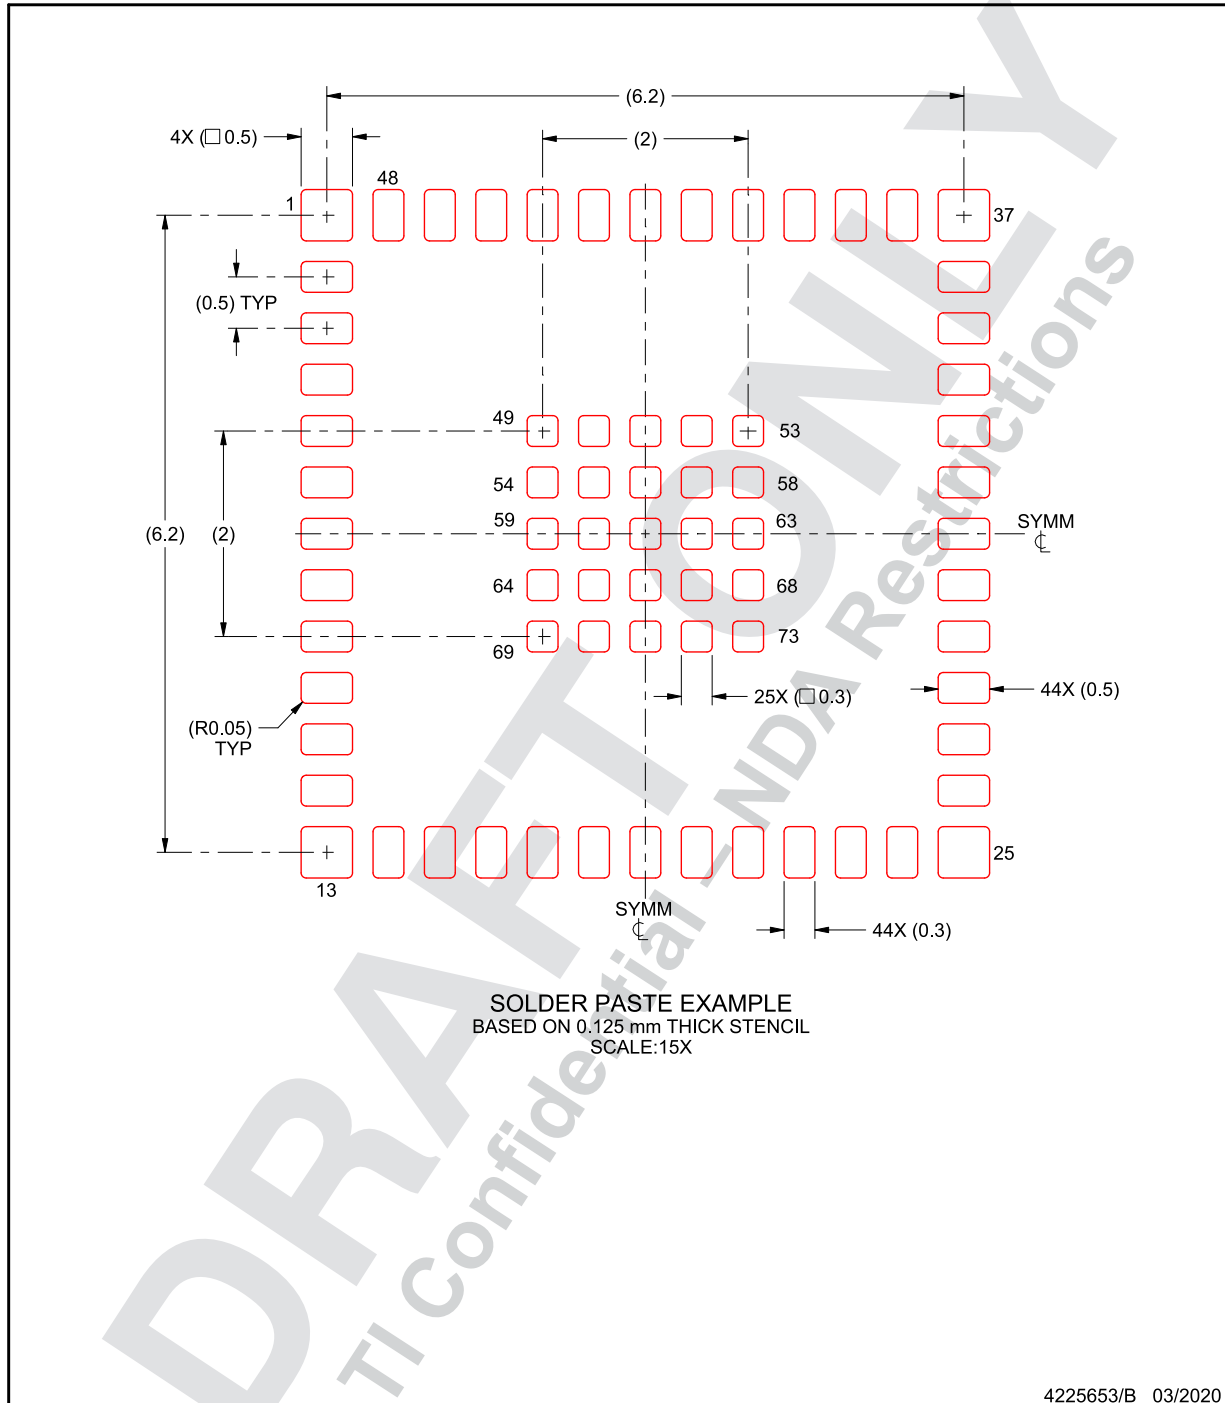 (6.2)
4X (□ 0.5)
(2)
48
1
37
(0.5) TYP
49
53
54
58
59
63
SYMM
℄
(6.2)
(2)
64
68
69
73
25X (□ 0.3)
44X (0.5)
(R0.05)
TYP
25
13
SYMM
℄
44X (0.3)
SOLDER PASTE EXAMPLE
BASED ON 0.125 mm THICK STENCIL
SCALE:15X
DRAFT ONLY
TI Confidential – NDA Restrictions
4225653/B 03/2020